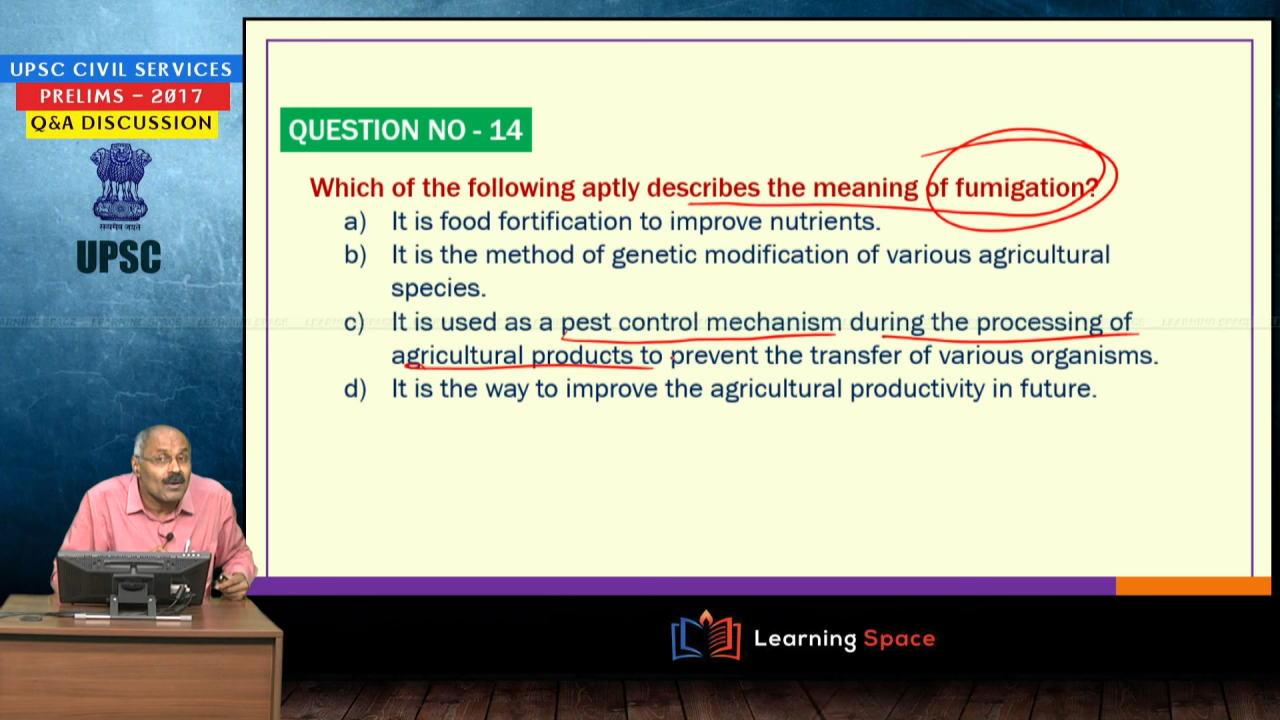 UPSC CIVIL SERVICES
PRELIMS – 2017
Q&A DISCUSSION
सत्यमेव जयते
UPSC
QUESTION NO - 14
Which of the following aptly describes the meaning of fumigation?
a) It is food fortification to improve nutrients.
b) It is the method of genetic modification of various agricultural
species.
c) It is used as a pest control mechanism during the processing of
agricultural products to prevent the transfer of various organisms.
d) It is the way to improve the agricultural productivity in future.
Learning Space